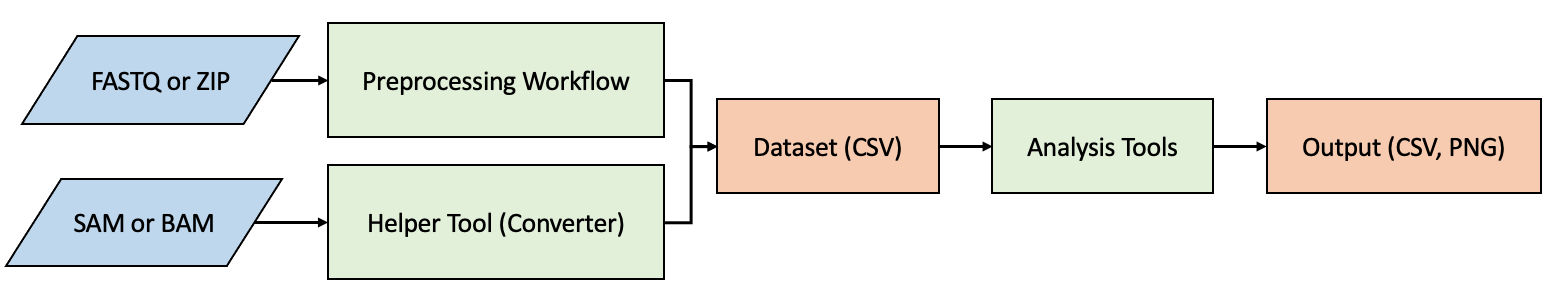 FASTQ or ZIP
Preprocessing Workflow
SAM or BAM
Helper Tool (Converter)
Dataset (CSV)
Analysis Tools
Output (CSV, PNG)